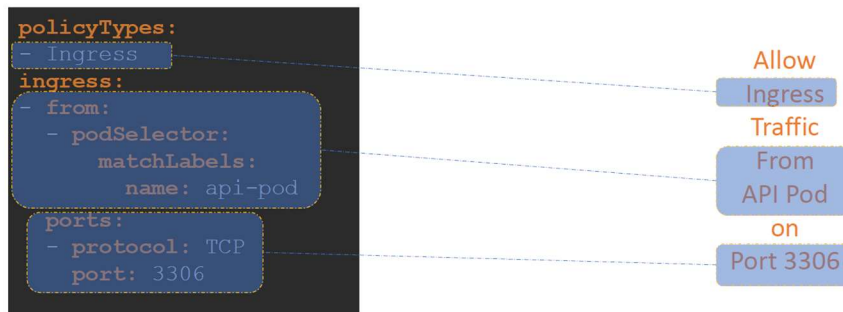 policyTypes:
- Ingress
ingress:
- from:
- podSelector:
matchLabels:
name: api-pod
ports:
- protocol: TCP
port: 3306
Allow
Ingress
Traffic
From
API Pod
on
Port 3306